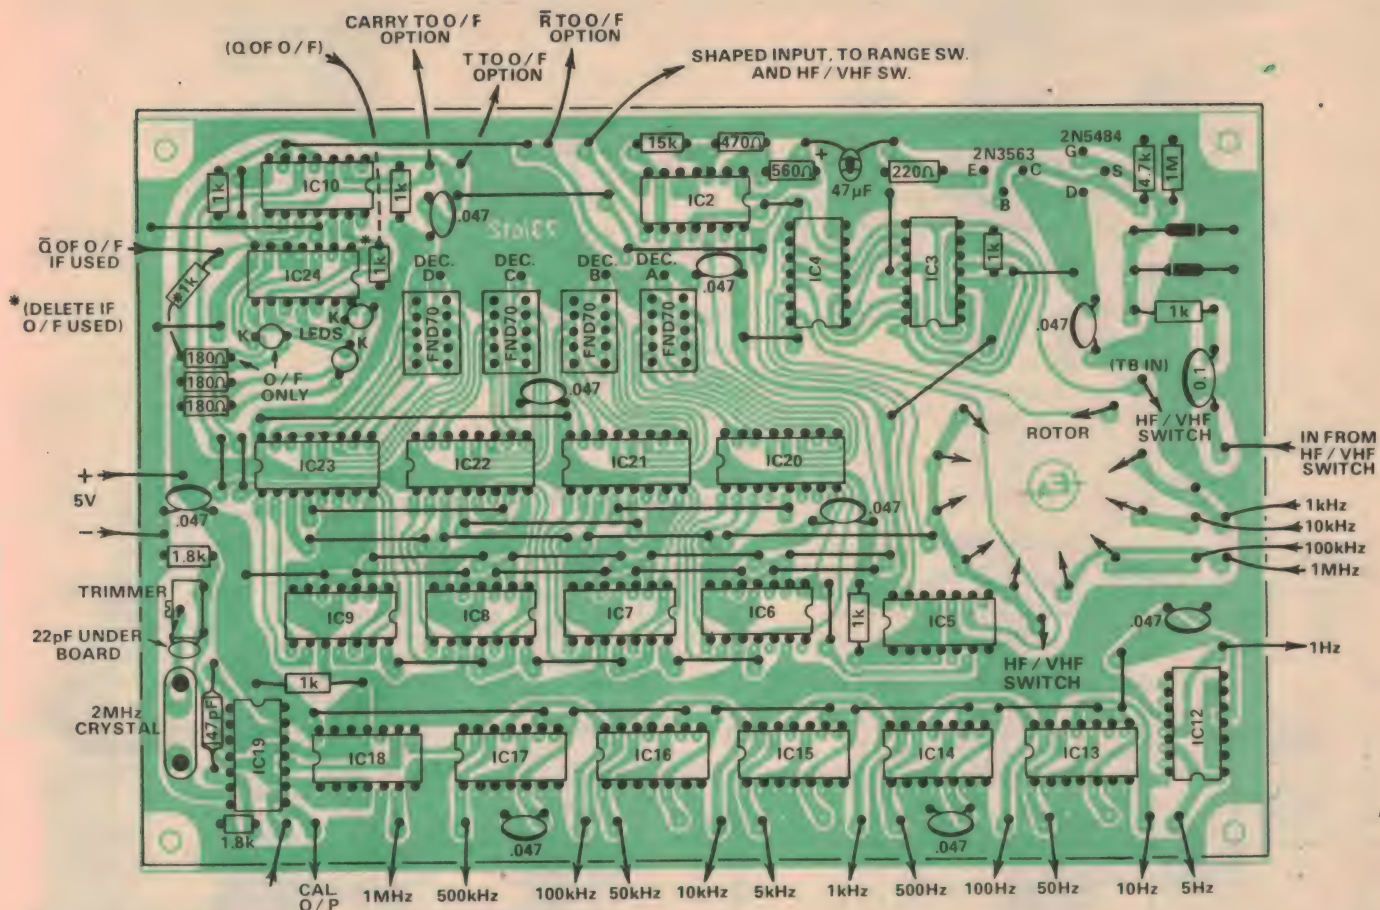 CARRY TO O/F
OPTION
R̅ TO O/F
OPTION
(Q OF O/F)
T TO O/F
OPTION
SHAPED INPUT, TO RANGE SW.
AND HF/VHF SW.
15k
470Ω
2N5484
G
IC10
1k
1k
560Ω
+
47µF
220Ω
2N3563
E
C
B
S
D
4.7k
1M
IC2
.047
73/et2
Q̅ OF O/F
IF USED
IC24
*
1k
DEC.
D
DEC.
C
DEC.
B
DEC.
A
.047
IC4
IC3
1k
*1k
*
(DELETE IF
O/F USED)
K
LEDS
K
K
FND70
FND70
FND70
FND70
.047
1k
180Ω
180Ω
180Ω
O/F
ONLY
.047
(TB IN)
0.1
ROTOR
HF/VHF
SWITCH
IN FROM
HF/VHF
SWITCH
+
5V
−
IC23
IC22
IC21
IC20
.047
.047
1kHz
10kHz
100kHz
1MHz
1.8k
TRIMMER
22pF UNDER
BOARD
IC9
IC8
IC7
IC6
1k
IC5
.047
1Hz
HF/VHF
SWITCH
2MHz
CRYSTAL
47pF
1k
IC19
IC18
IC17
IC16
IC15
IC14
IC13
IC12
1.8k
.047
.047
CAL.
O/P
1MHz
500kHz
100kHz
50kHz
10kHz
5kHz
1kHz
500Hz
100Hz
50Hz
10Hz
5Hz